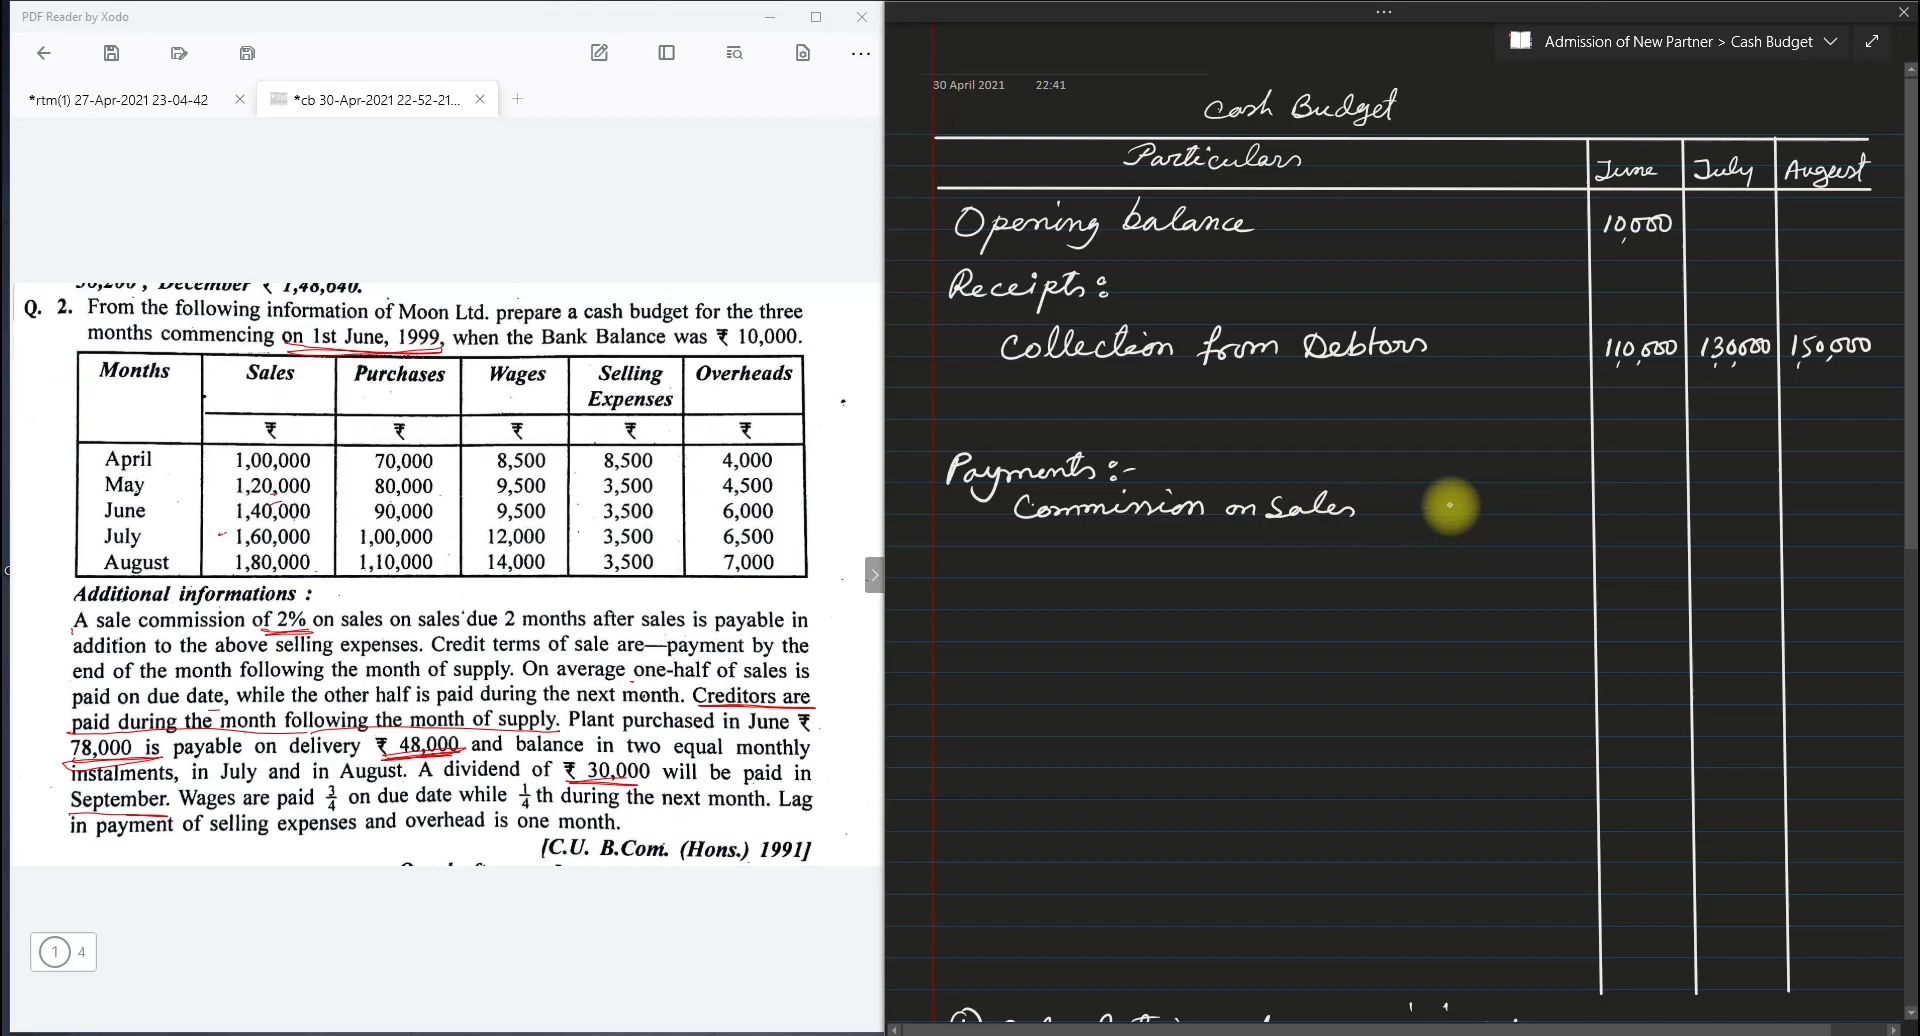 PDF Reader by Xodo
*rtm(1) 27-Apr-2021 23-04-42
*cb 30-Apr-2021 22-52-21...
December ₹ 1,48,640.
Q. 2. From the following information of Moon Ltd. prepare a cash budget for the three
months commencing on 1st June, 1999, when the Bank Balance was ₹ 10,000.
Months Sales Purchases Wages Selling Expenses Overheads
₹ ₹ ₹ ₹ ₹
April 1,00,000 70,000 8,500 8,500 4,000
May 1,20,000 80,000 9,500 3,500 4,500
June 1,40,000 90,000 9,500 3,500 6,000
July 1,60,000 1,00,000 12,000 3,500 6,500
August 1,80,000 1,10,000 14,000 3,500 7,000
Additional informations :
A sale commission of 2% on sales on sales due 2 months after sales is payable in
addition to the above selling expenses. Credit terms of sale are—payment by the
end of the month following the month of supply. On average one-half of sales is
paid on due date, while the other half is paid during the next month. Creditors are
paid during the month following the month of supply. Plant purchased in June ₹
78,000 is payable on delivery ₹ 48,000 and balance in two equal monthly
instalments, in July and in August. A dividend of ₹ 30,000 will be paid in
September. Wages are paid 3/4 on due date while 1/4 th during the next month. Lag
in payment of selling expenses and overhead is one month.
[C.U. B.Com. (Hons.) 1991]
1 4
Admission of New Partner > Cash Budget
30 April 2021 22:41
Cash Budget
Particulars June July August
Opening balance 10,000
Receipts:
Collection from Debtors 110,000 130,000 150,000
Payments:-
Commission on Sales